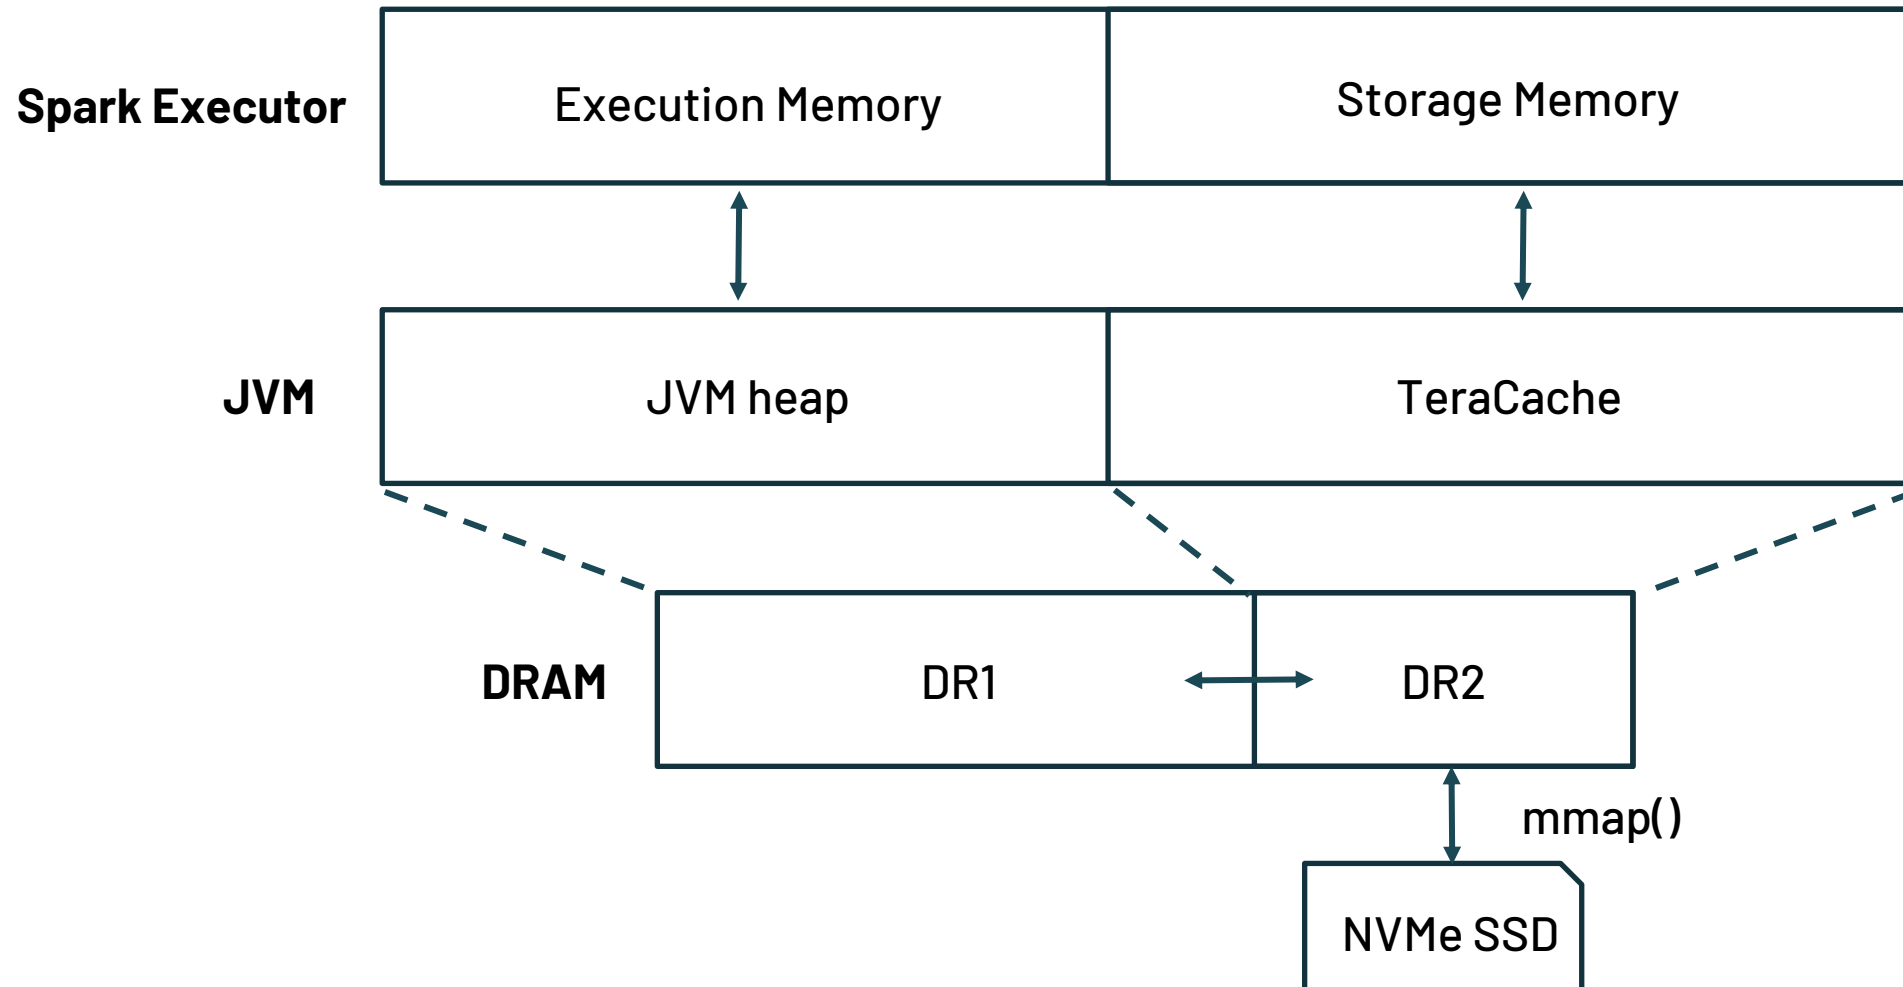 Spark Executor
Execution Memory
Storage Memory
JVM
JVM heap
TeraCache
DRAM
DR1
DR2
mmap()
NVMe SSD